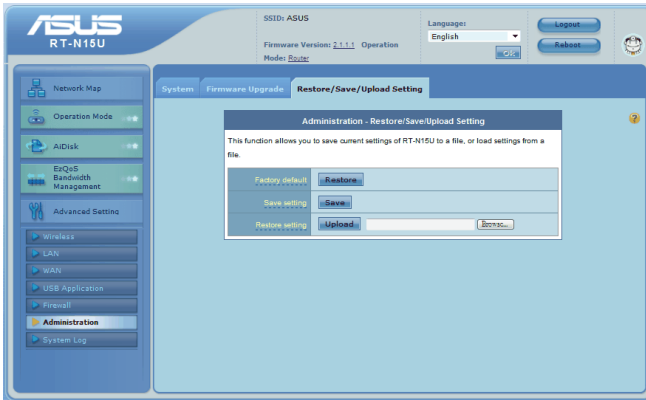 ASUS
RT-N15U
SSID: ASUS
Firmware Version: 2.1.1.1 Operation
Mode: Router
Language:
English
OK
Logout
Reboot
Network Map
Operation Mode
AiDisk
EzQoS
Bandwidth
Management
Advanced Setting
Wireless
LAN
WAN
USB Application
Firewall
Administration
System Log
System
Firmware Upgrade
Restore/Save/Upload Setting
Administration - Restore/Save/Upload Setting
This function allows you to save current settings of RT-N15U to a file, or load settings from a
file.
Factory default Restore
Save setting Save
Restore setting Upload Browse...